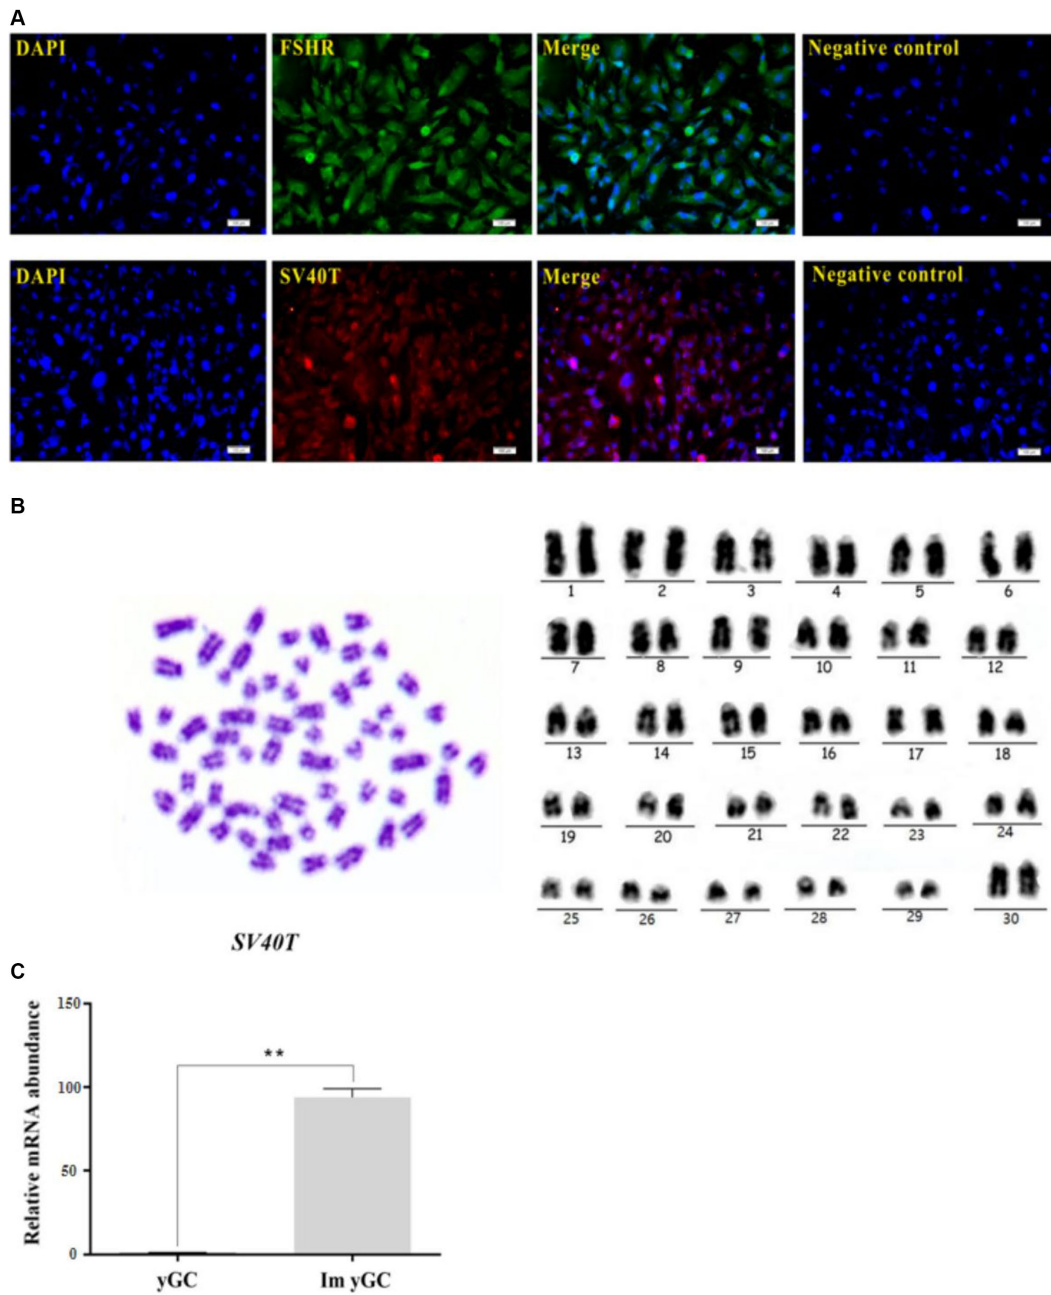 A
DAPI FSHR Merge Negative control
DAPI SV40T Merge Negative control
B
1 2 3 4 5 6
7 8 9 10 11 12
13 14 15 16 17 18
19 20 21 22 23 24
25 26 27 28 29 30
SV40T
C
Relative mRNA abundance
150
100
50
0
**
yGC Im yGC